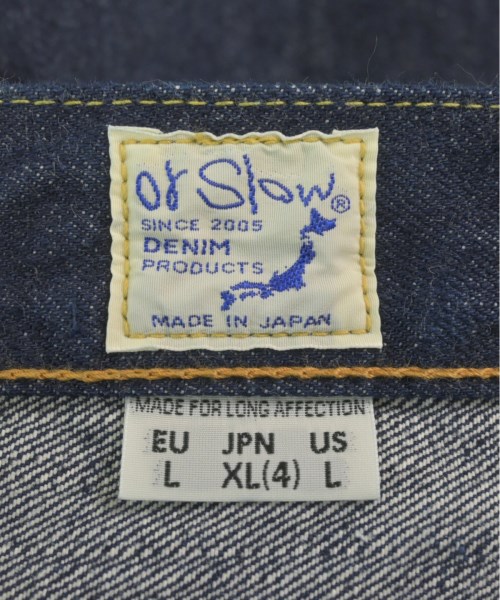 or Slow®
SINCE 2005
DENIM
PRODUCTS
MADE IN JAPAN
MADE FOR LONG AFFECTION
EU JPN US
L XL(4) L